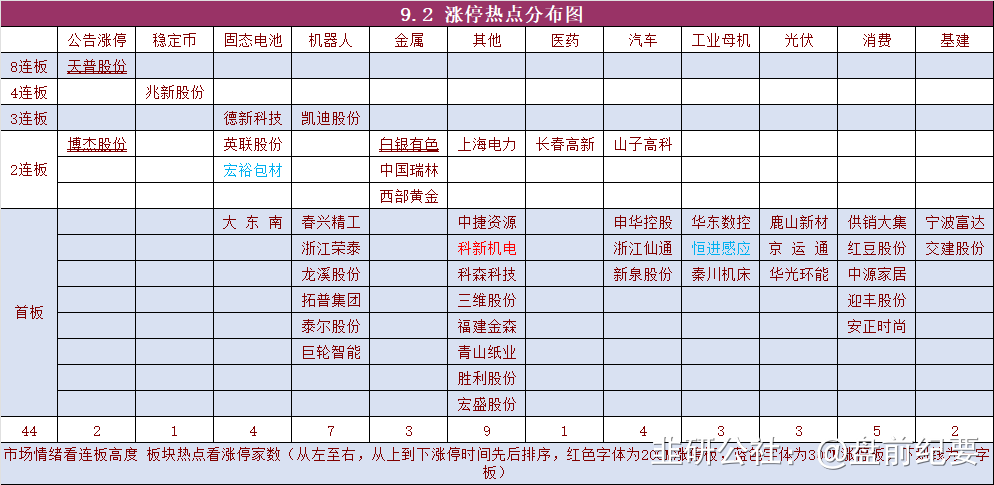 9.2 涨停热点分布图
公告涨停 稳定币 固态电池 机器人 金属 其他 医药 汽车 工业母机 光伏 消费 基建
8连板 天普股份
4连板 兆新股份
3连板 德新科技 凯迪股份
2连板 博杰股份 英联股份 白银有色 上海电力 长春高新 山子高科
宏裕包材 中国瑞林
西部黄金
首板 大东南 春兴精工 中捷资源 申华控股 华东数控 鹿山新材 供销大集 宁波富达
浙江荣泰 科新机电 浙江仙通 恒进感应 京运通 红豆股份 交建股份
龙溪股份 科森科技 新泉股份 秦川机床 华光环能 中源家居
拓普集团 三维股份 迎丰股份
泰尔股份 福建金森 安正时尚
巨轮智能 青山纸业
胜利股份
宏盛股份
44 2 1 4 7 3 9 1 4 3 3 5 2
市场情绪看连板高度 板块热点看涨停家数（从左至右，从上到下涨停时间先后排序，红色字体为20%涨停板，蓝色字体为30%涨停板，下划线为一字
板）
韭研公社：@盘前纪要